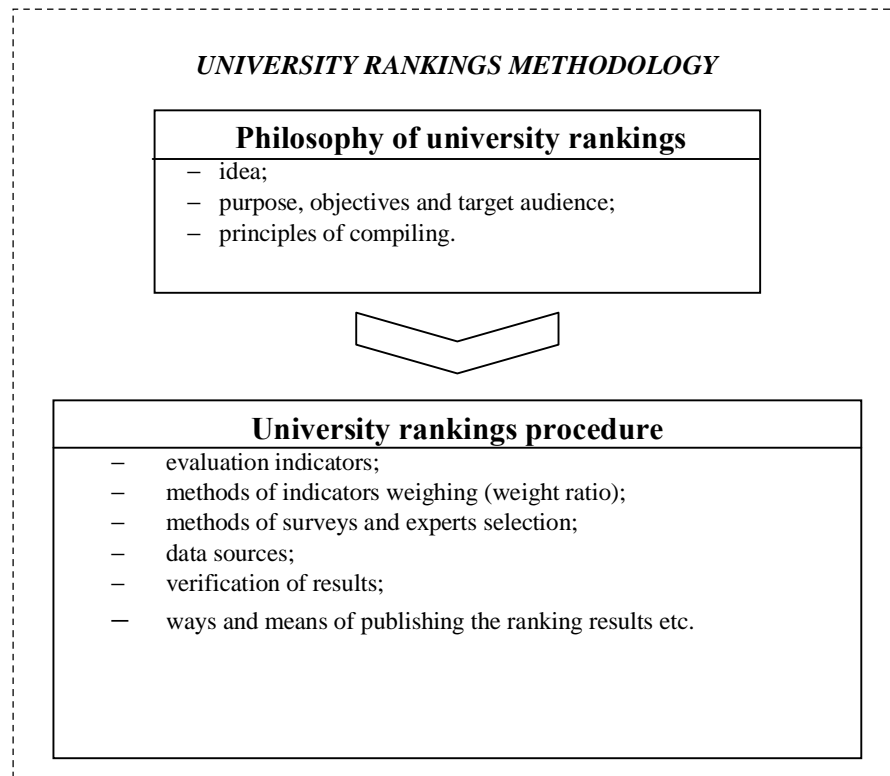 UNIVERSITY RANKINGS METHODOLOGY
Philosophy of university rankings
– idea;
– purpose, objectives and target audience;
– principles of compiling.
University rankings procedure
– evaluation indicators;
– methods of indicators weighing (weight ratio);
– methods of surveys and experts selection;
– data sources;
– verification of results;
– ways and means of publishing the ranking results etc.